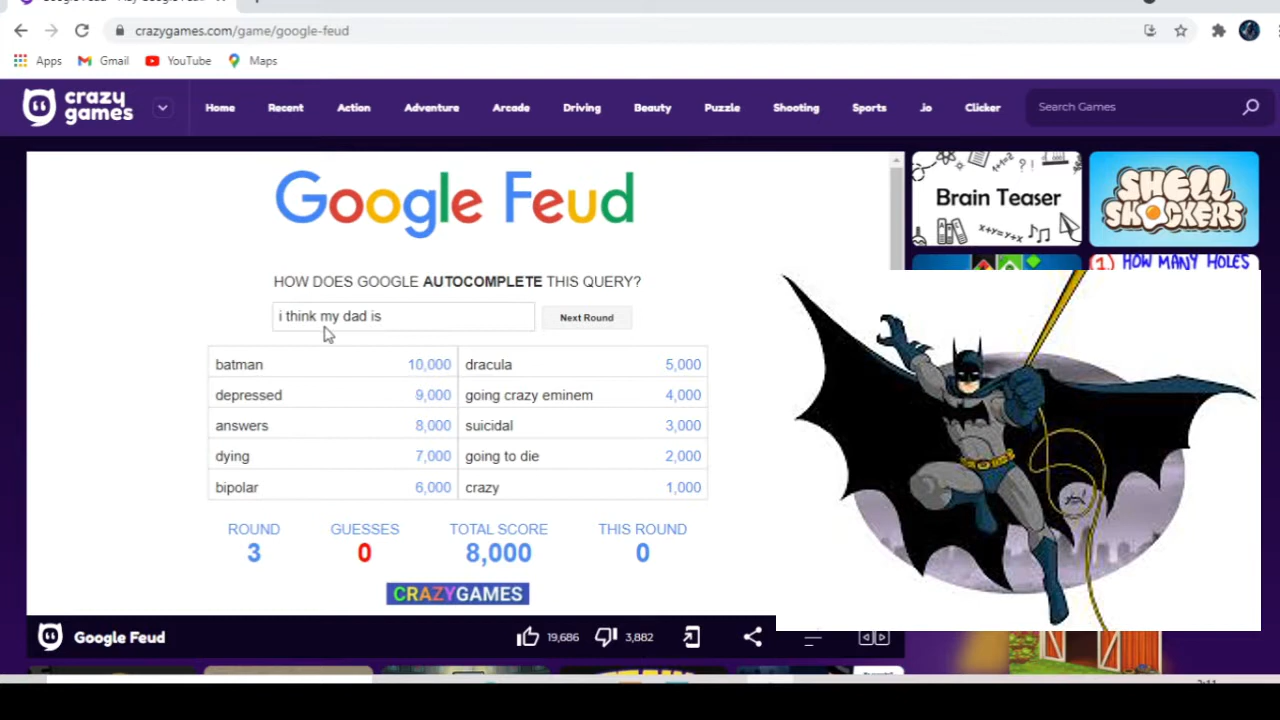 crazygames.com/game/google-feud
Apps Gmail YouTube Maps
crazy games Home Recent Action Adventure Arcade Driving Beauty Puzzle Shooting Sports .io Clicker Search Games
Google Feud
HOW DOES GOOGLE AUTOCOMPLETE THIS QUERY?
i think my dad is Next Round
batman 10,000 dracula 5,000
depressed 9,000 going crazy eminem 4,000
answers 8,000 suicidal 3,000
dying 7,000 going to die 2,000
bipolar 6,000 crazy 1,000
ROUND GUESSES TOTAL SCORE THIS ROUND
3 0 8,000 0
CRAZYGAMES
Google Feud 19,686 3,882
Brain Teaser
x+y=y+x
SHELL
SHOCKERS
1) HOW MANY HOLES